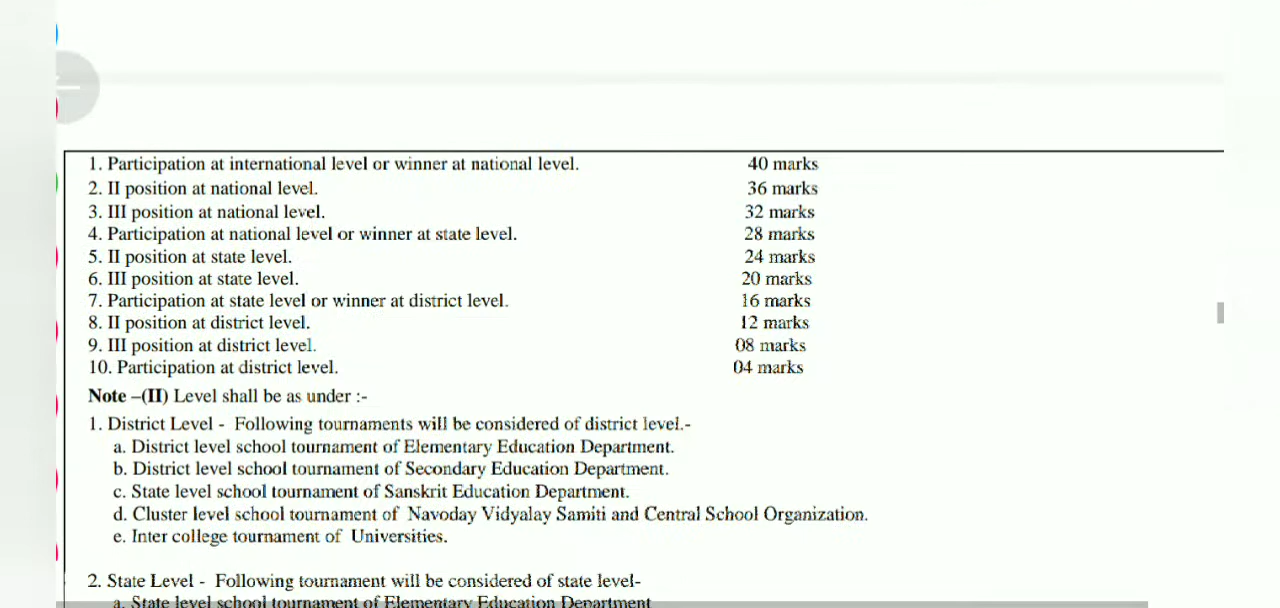 1. Participation at international level or winner at national level. 40 marks
2. II position at national level. 36 marks
3. III position at national level. 32 marks
4. Participation at national level or winner at state level. 28 marks
5. II position at state level. 24 marks
6. III position at state level. 20 marks
7. Participation at state level or winner at district level. 16 marks
8. II position at district level. 12 marks
9. III position at district level. 08 marks
10. Participation at district level. 04 marks
Note –(II) Level shall be as under :-
1. District Level - Following tournaments will be considered of district level.-
a. District level school tournament of Elementary Education Department.
b. District level school tournament of Secondary Education Department.
c. State level school tournament of Sanskrit Education Department.
d. Cluster level school tournament of Navoday Vidyalay Samiti and Central School Organization.
e. Inter college tournament of Universities.
2. State Level - Following tournament will be considered of state level-
a. State level school tournament of Elementary Education Department